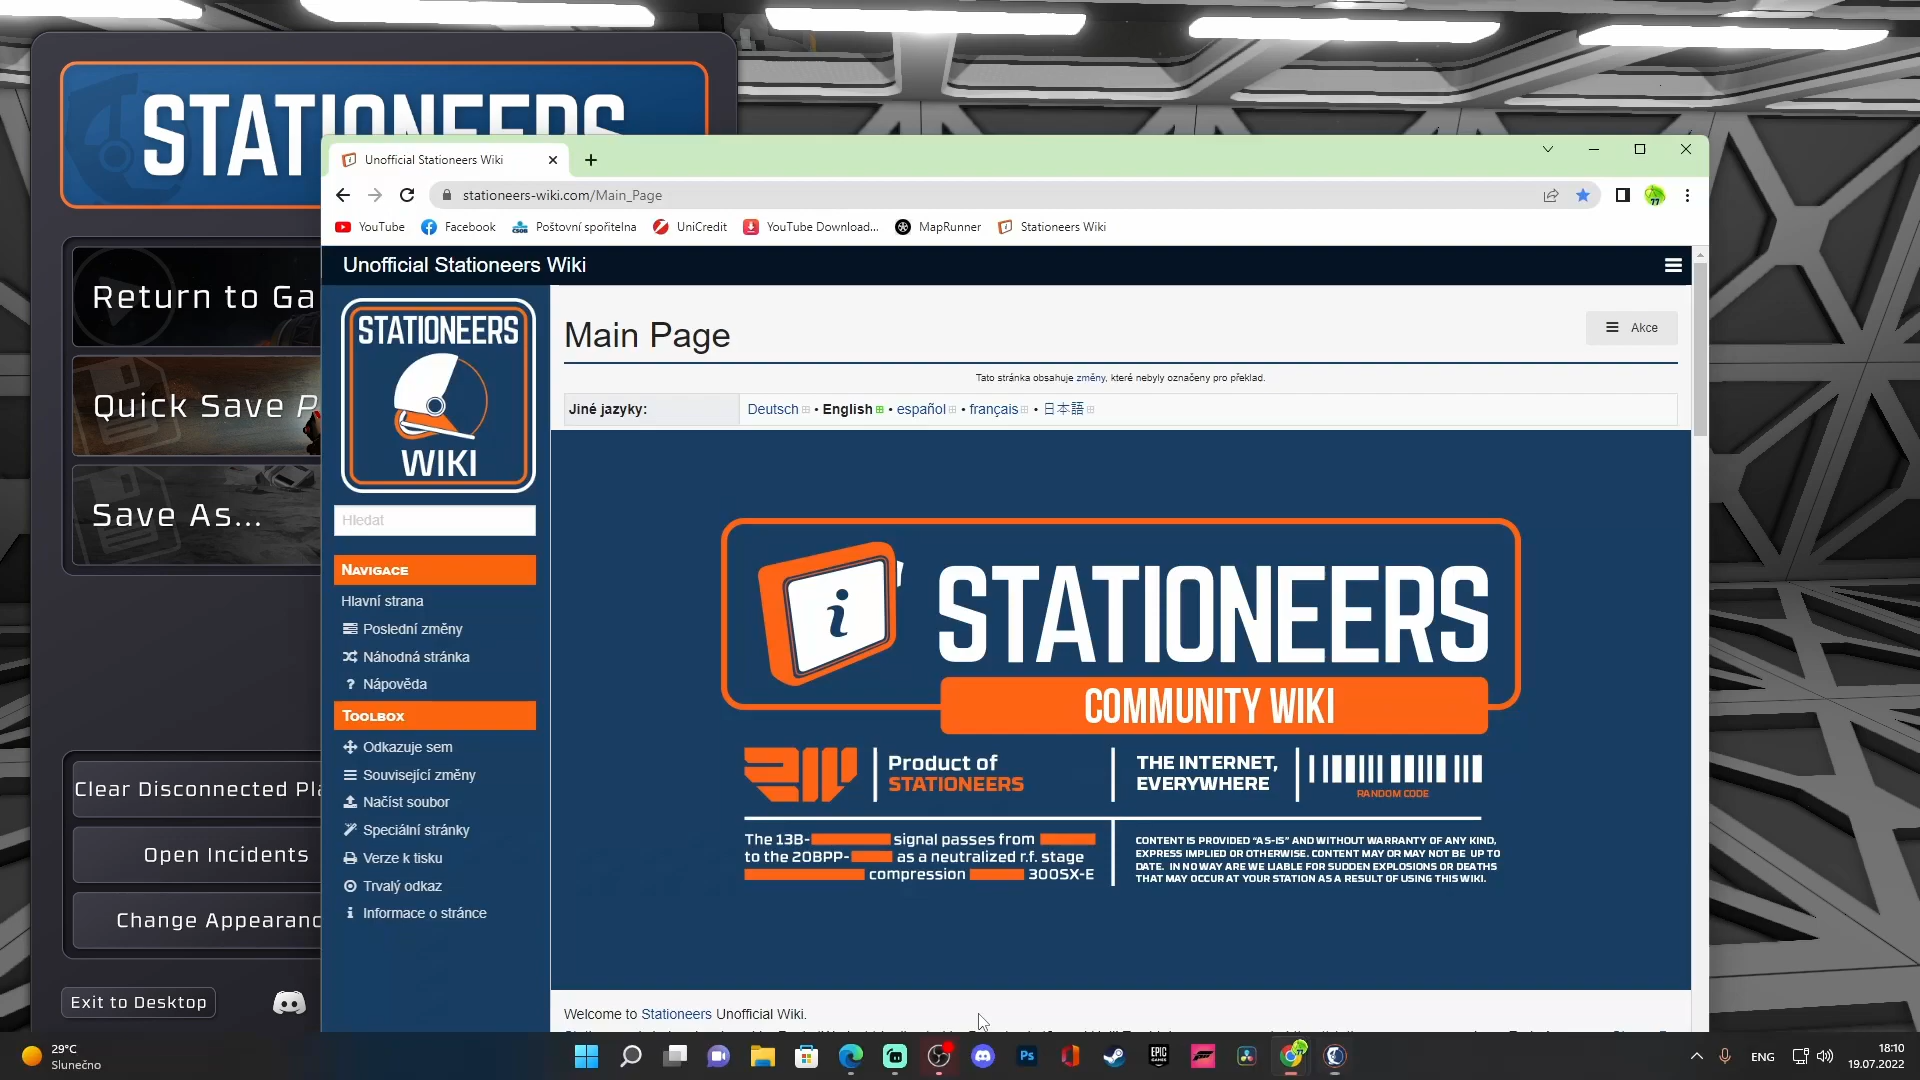 STATIONEERS
Return to Ga
Quick Save
Save As...
Clear Disconnected Pla
Open Incidents
Change Appearanc
Exit to Desktop
Unofficial Stationeers Wiki
stationeers-wiki.com/Main_Page
YouTube
Facebook
Poštovní spořitelna
UniCredit
YouTube Download...
MapRunner
Stationeers Wiki
Unofficial Stationeers Wiki
STATIONEERS
WIKI
Hledat
NAVIGACE
Hlavní strana
Poslední změny
Náhodná stránka
Nápověda
TOOLBOX
Odkazuje sem
Související změny
Načíst soubor
Speciální stránky
Verze k tisku
Trvalý odkaz
Informace o stránce
Main Page
Akce
Tato stránka obsahuje změny, které nebyly označeny pro překlad.
Jiné jazyky:
Deutsch • English • español • français • 日本語
STATIONEERS
COMMUNITY WIKI
Product of
STATIONEERS
THE INTERNET,
EVERYWHERE
RANDOM CODE
The 13B- signal passes from
to the 20BPP- as a neutralized r.f. stage
compression 300SX-E
CONTENT IS PROVIDED “AS-IS” AND WITHOUT WARRANTY OF ANY KIND,
EXPRESS IMPLIED OR OTHERWISE. CONTENT MAY OR MAY NOT BE UP TO
DATE. IN NO WAY ARE WE LIABLE FOR SUDDEN EXPLOSIONS OR DEATHS
THAT MAY OCCUR AT YOUR STATION AS A RESULT OF USING THIS WIKI.
Welcome to Stationeers Unofficial Wiki.
29°C
Slunečno
Ps
EPIC
GAMES
77
ENG
18:10
19.07.2022